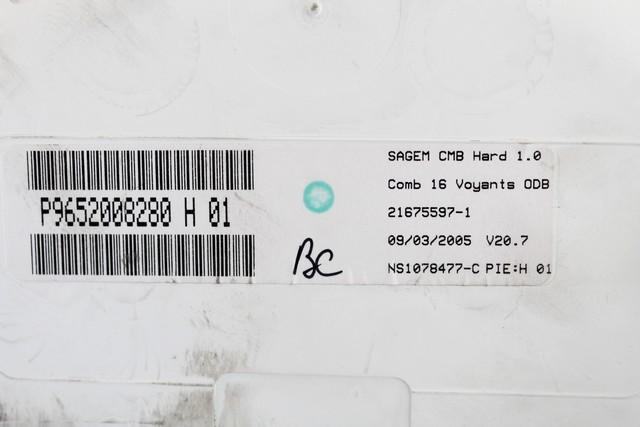 P9652008280 H 01
BC
SAGEM CMB Hard 1.0
Comb 16 Voyants ODB
21675597-1
09/03/2005 V20.7
NS1078477-C PIE:H 01